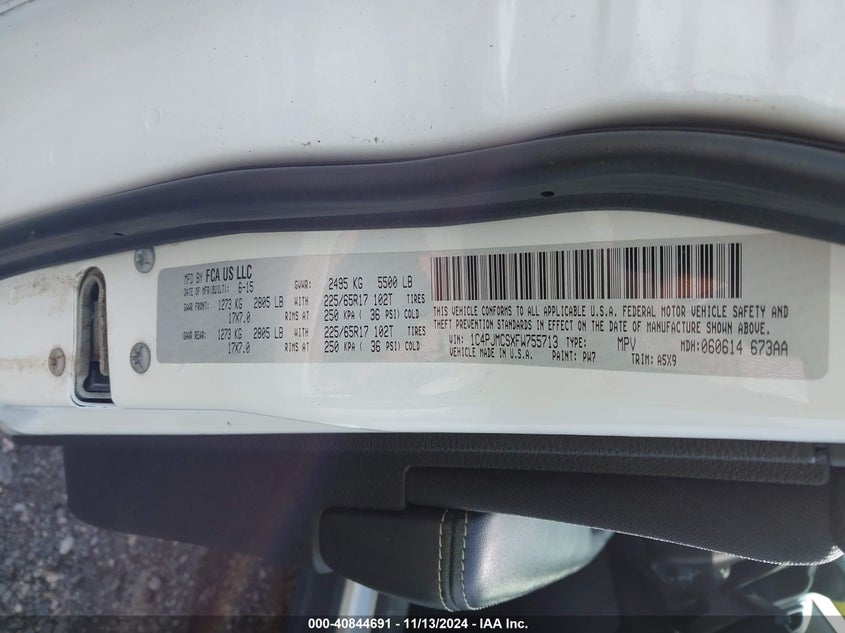 MFD BY FCA US LLC
DATE OF MFR(BUILT): 6-15 GVWR: 2495 KG 5500 LB
GAWR FRONT: 1273 KG 2805 LB WITH 225/65R17 102T TIRES
17X7.0 RIMS AT 250 KPA ( 36 PSI) COLD
GAWR REAR: 1273 KG 2805 LB WITH 225/65R17 102T TIRES
17X7.0 RIMS AT 250 KPA ( 36 PSI) COLD
THIS VEHICLE CONFORMS TO ALL APPLICABLE U.S.A. FEDERAL MOTOR VEHICLE SAFETY AND
THEFT PREVENTION STANDARDS IN EFFECT ON THE DATE OF MANUFACTURE SHOWN ABOVE.
VIN: 1C4PJMCSXFW755713 TYPE: MPV MDH: 060614 673AA
VEHICLE MADE IN U.S.A. PAINT: PW7 TRIM: A5X9
000-40844691 - 11/13/2024 - IAA Inc.